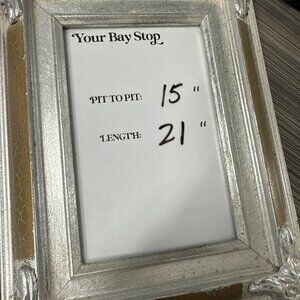 Your Bay Stop
PIT TO PIT: 15 "
LENGTH: 21 "